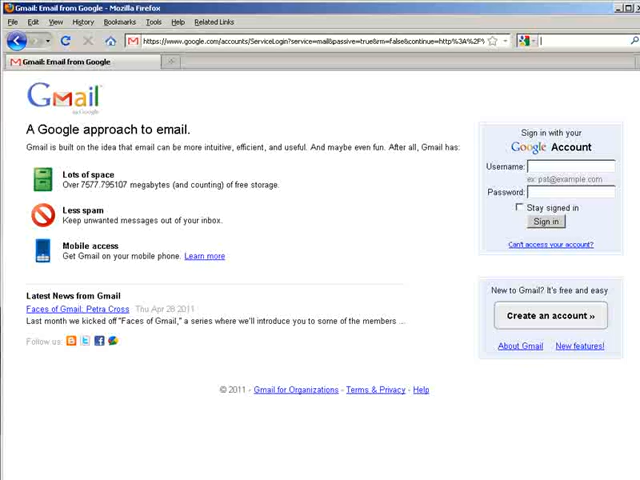 Gmail: Email from Google - Mozilla Firefox
File Edit View History Bookmarks Tools Help Related Links
https://www.google.com/accounts/ServiceLogin?service=mail&passive=true&rm=false&continue=http%3A%2F%
Gmail: Email from Google
Gmail
by Google
A Google approach to email.
Gmail is built on the idea that email can be more intuitive, efficient, and useful. And maybe even fun. After all, Gmail has:
Lots of space
Over 7577.795107 megabytes (and counting) of free storage.
Less spam
Keep unwanted messages out of your inbox.
Mobile access
Get Gmail on your mobile phone. Learn more
Latest News from Gmail
Faces of Gmail: Petra Cross Thu Apr 28 2011
Last month we kicked off "Faces of Gmail," a series where we'll introduce you to some of the members ...
Follow us:
Sign in with your
Google Account
Username:
ex: pat@example.com
Password:
Stay signed in
Sign in
Can't access your account?
New to Gmail? It's free and easy
Create an account »
About Gmail New features!
© 2011 - Gmail for Organizations - Terms & Privacy - Help